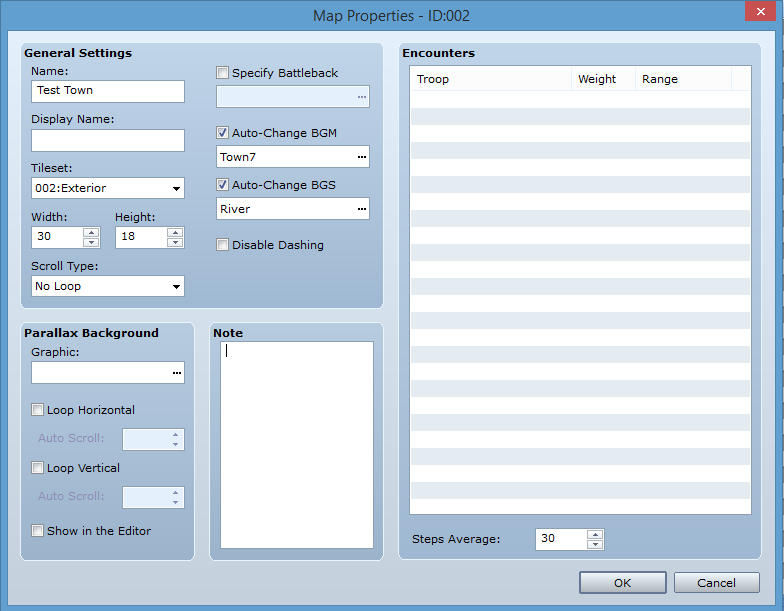 Map Properties - ID:002
General Settings
Name:
Test Town
Display Name:
Tileset:
002:Exterior
Width:
Height:
30
18
Scroll Type:
No Loop
Specify Battleback
...
Auto-Change BGM
Town7 ...
Auto-Change BGS
River ...
Disable Dashing
Parallax Background
Graphic:
...
Loop Horizontal
Auto Scroll:
Loop Vertical
Auto Scroll:
Show in the Editor
Note
Encounters
Troop Weight Range
Steps Average: 30
OK Cancel